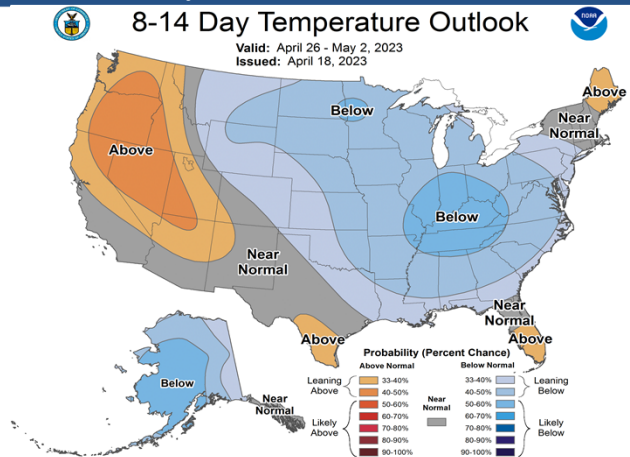 8-14 Day Temperature Outlook
Valid: April 26 - May 2, 2023
Issued: April 18, 2023
NOAA
Above
Near
Normal
Below
Above
Below
Near
Normal
Near
Normal
Above
Above
Below
Near
Normal
Probability (Percent Chance)
Above Normal
Below Normal
Leaning
Above
33-40%
40-50%
Likely
Above
50-60%
60-70%
70-80%
80-90%
90-100%
Near
Normal
33-40%
40-50%
Leaning
Below
50-60%
60-70%
70-80%
80-90%
90-100%
Likely
Below